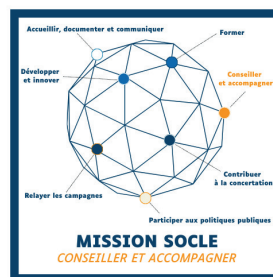 Accueillir, documenter et communiquer
Former
Développer
et innover
Conseiller
et accompagner
Contribuer
à la concertation
Relayer les campagnes
Participer aux politiques publiques
MISSION SOCLE
CONSEILLER ET ACCOMPAGNER